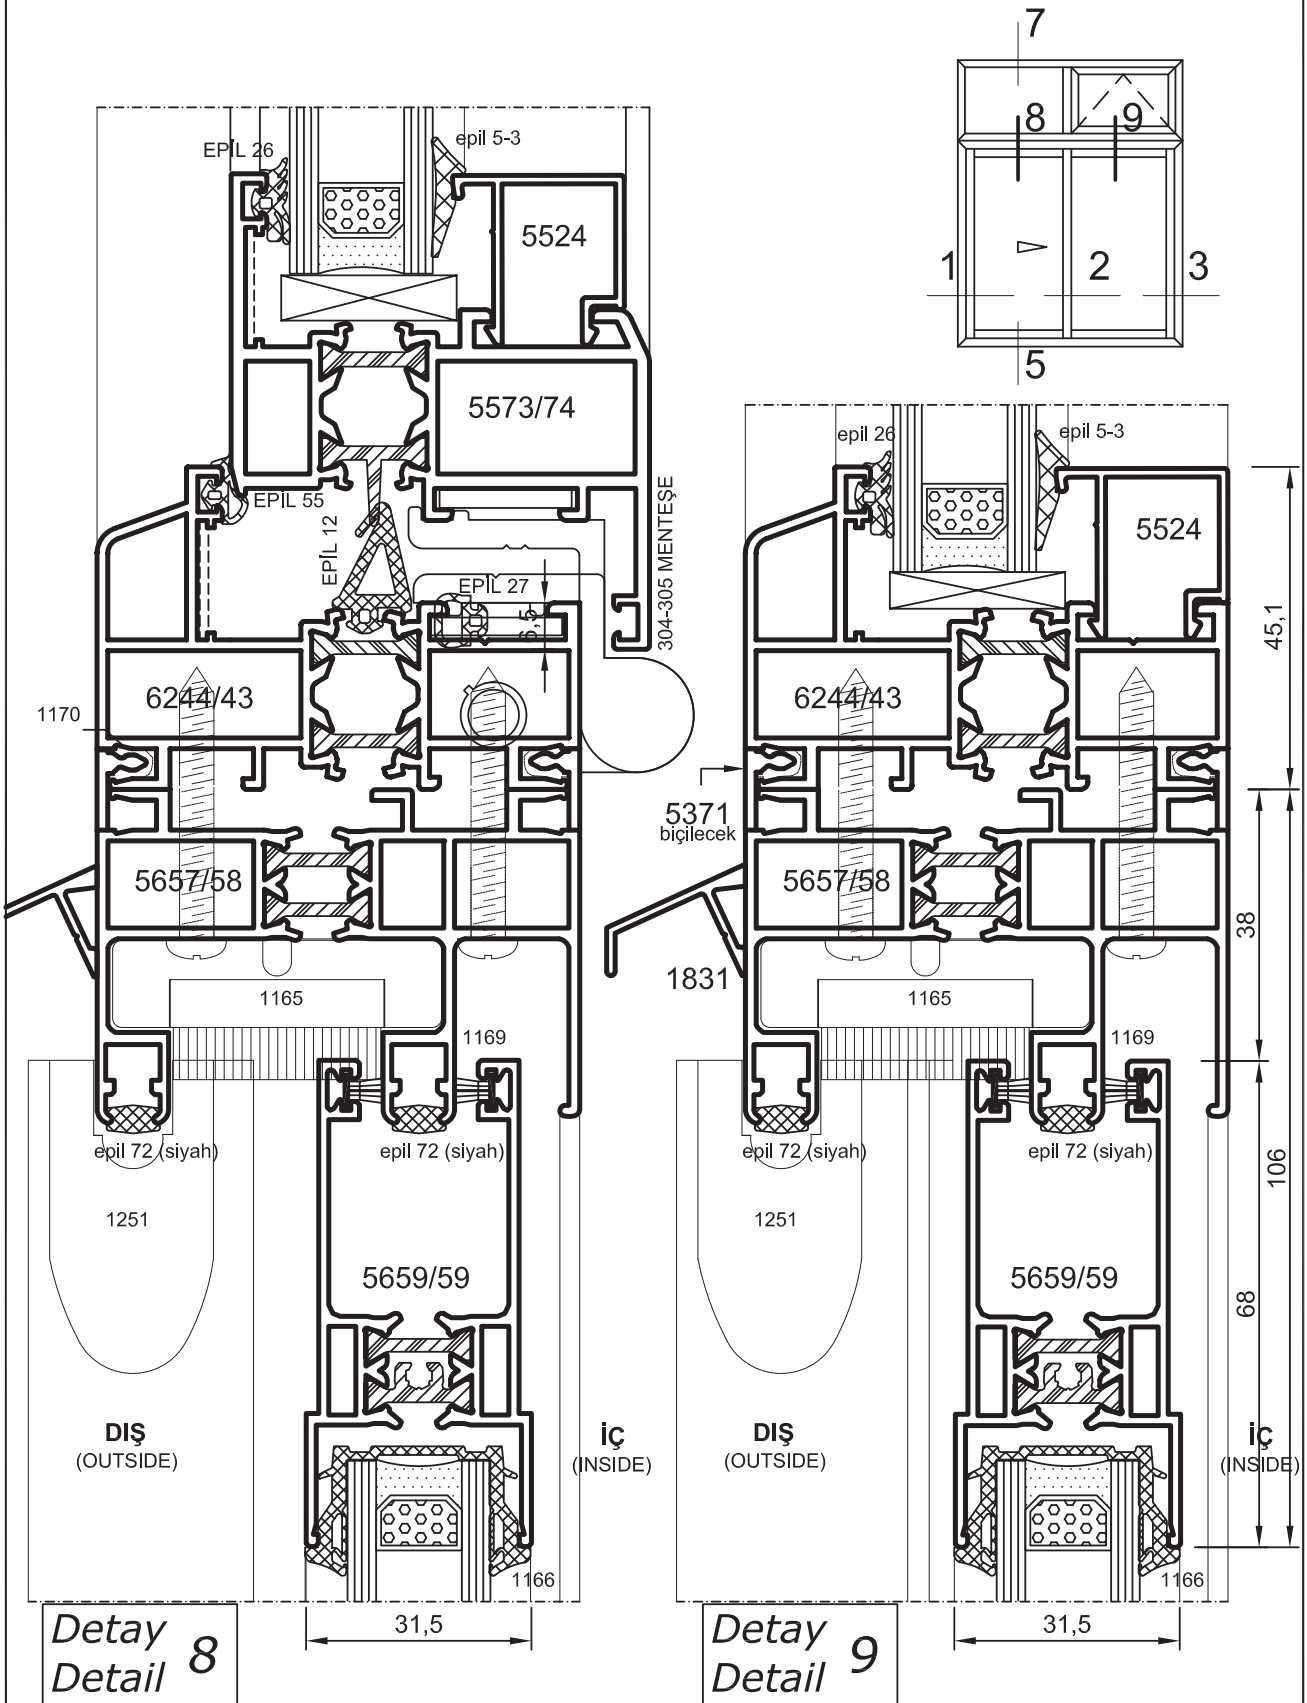 7
8
9
1
2
3
5
EPİL 26
epil 5-3
5524
5573/74
EPİL 55
EPİL 12
EPİL 27
6,5
304-305 MENTEŞE
6244/43
1170
5657/58
1165
1169
epil 72 (siyah)
epil 72 (siyah)
1251
5659/59
DIŞ
(OUTSIDE)
İÇ
(INSIDE)
1166
31,5
Detay
Detail 8
epil 26
epil 5-3
5524
45,1
6244/43
5371
biçilecek
5657/58
38
1831
1165
1169
epil 72 (siyah)
epil 72 (siyah)
106
1251
5659/59
68
DIŞ
(OUTSIDE)
İÇ
(INSIDE)
1166
31,5
Detay
Detail 9